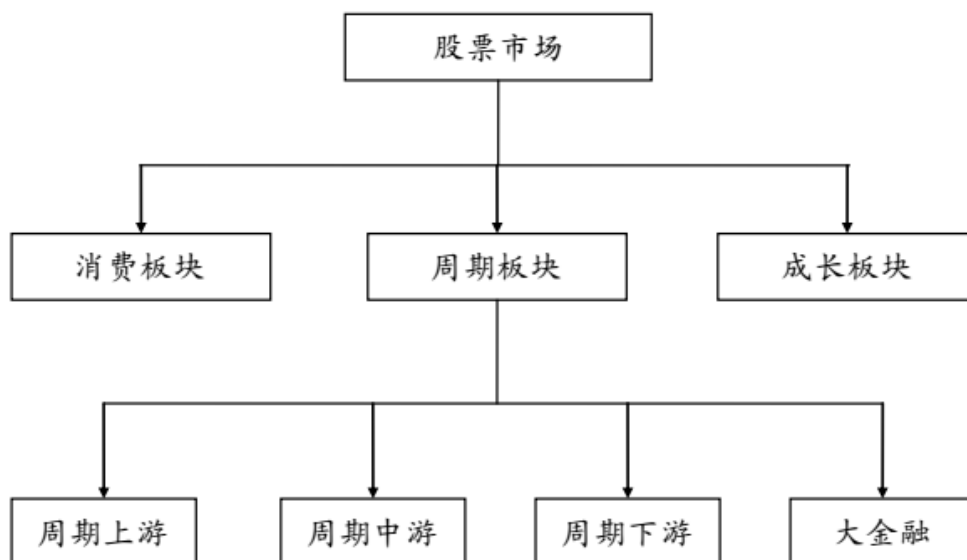 股票市场
消费板块
周期板块
成长板块
周期上游
周期中游
周期下游
大金融